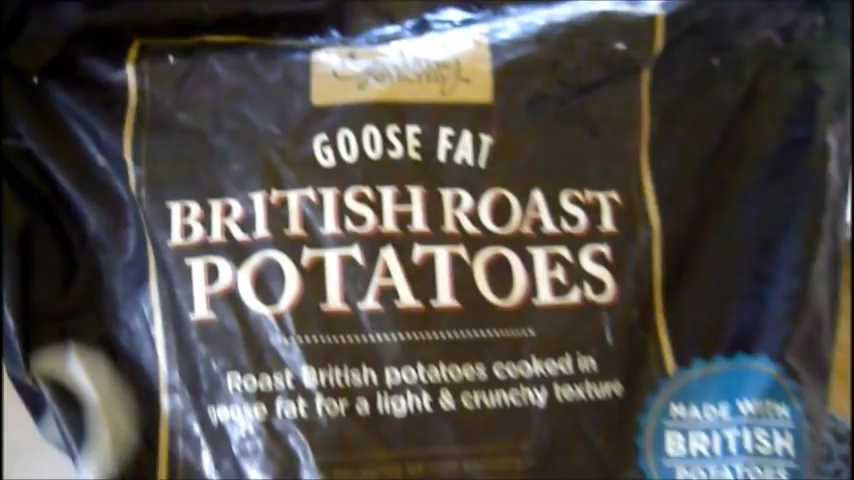 GOOSE FAT
BRITISH ROAST
POTATOES
Roast British potatoes cooked in
goose fat for a light & crunchy texture
MADE WITH
BRITISH
POTATOES